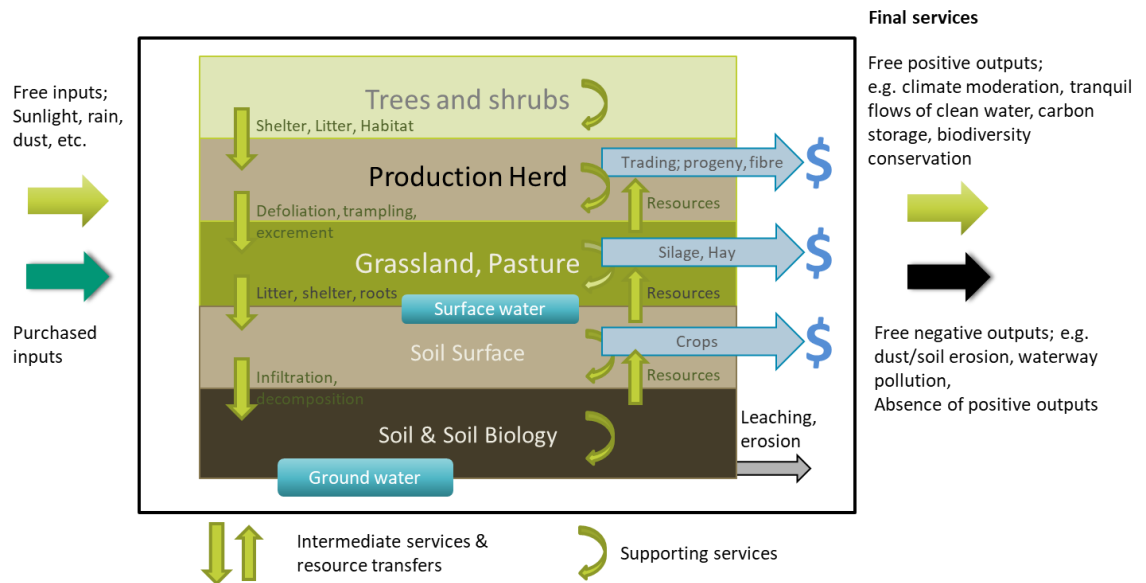 Final services
Free inputs;
Sunlight, rain,
dust, etc.
Purchased
inputs
Trees and shrubs
Shelter, Litter, Habitat
Production Herd
Trading; progeny, fibre
$
Defoliation, trampling,
excrement
Resources
Grassland, Pasture
Silage, Hay
$
Litter, shelter, roots
Resources
Surface water
Soil Surface
Crops
$
Infiltration,
decomposition
Resources
Soil & Soil Biology
Ground water
Leaching,
erosion
Free positive outputs;
e.g. climate moderation, tranquil
flows of clean water, carbon
storage, biodiversity
conservation
Free negative outputs; e.g.
dust/soil erosion, waterway
pollution,
Absence of positive outputs
Intermediate services &
resource transfers
Supporting services